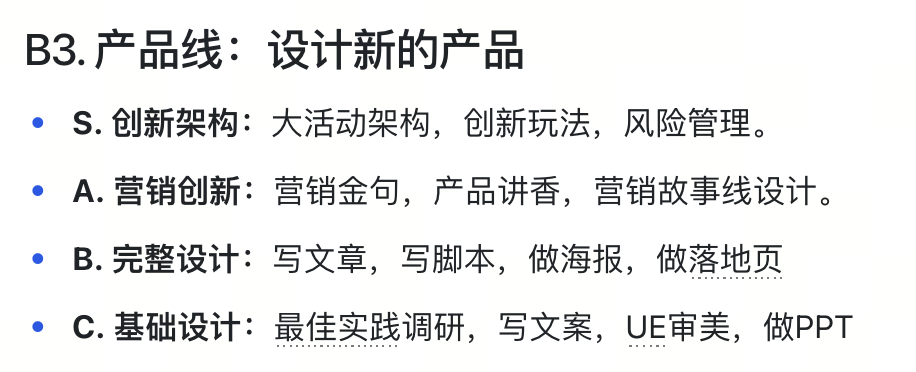 B3. 产品线：设计新的产品
• S. 创新架构：大活动架构，创新玩法，风险管理。
• A. 营销创新：营销金句，产品讲香，营销故事线设计。
• B. 完整设计：写文章，写脚本，做海报，做落地页
• C. 基础设计：最佳实践调研，写文案，UE审美，做PPT